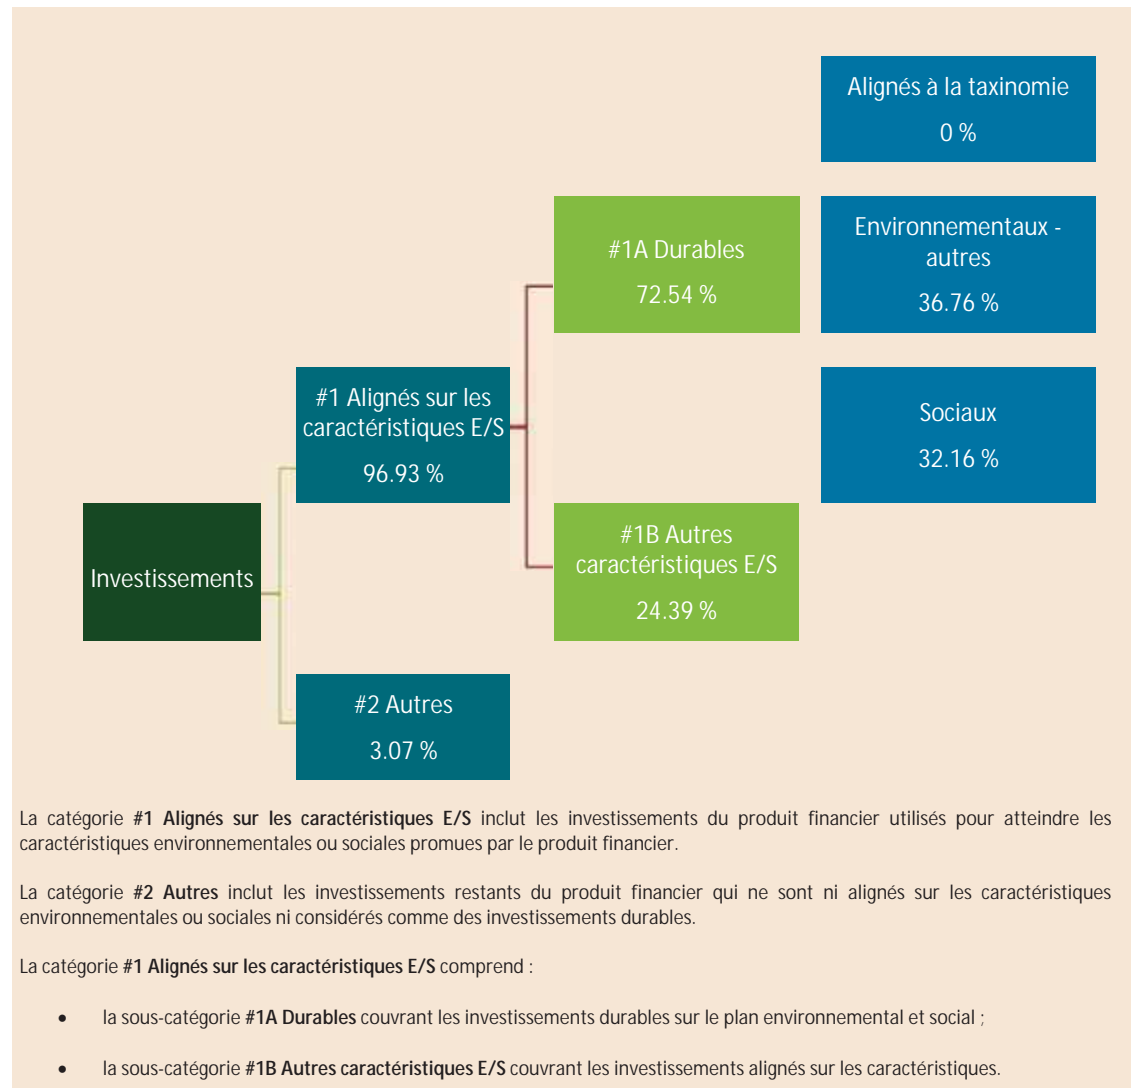 Alignés à la taxinomie
0 %
Environnementaux -
autres
36.76 %
#1A Durables
72.54 %
Sociaux
32.16 %
#1 Alignés sur les
caractéristiques E/S
96.93 %
#1B Autres
caractéristiques E/S
24.39 %
Investissements
#2 Autres
3.07 %
La catégorie #1 Alignés sur les caractéristiques E/S inclut les investissements du produit financier utilisés pour atteindre les
caractéristiques environnementales ou sociales promues par le produit financier.
La catégorie #2 Autres inclut les investissements restants du produit financier qui ne sont ni alignés sur les caractéristiques
environnementales ou sociales ni considérés comme des investissements durables.
La catégorie #1 Alignés sur les caractéristiques E/S comprend :
• la sous-catégorie #1A Durables couvrant les investissements durables sur le plan environnemental et social ;
• la sous-catégorie #1B Autres caractéristiques E/S couvrant les investissements alignés sur les caractéristiques.